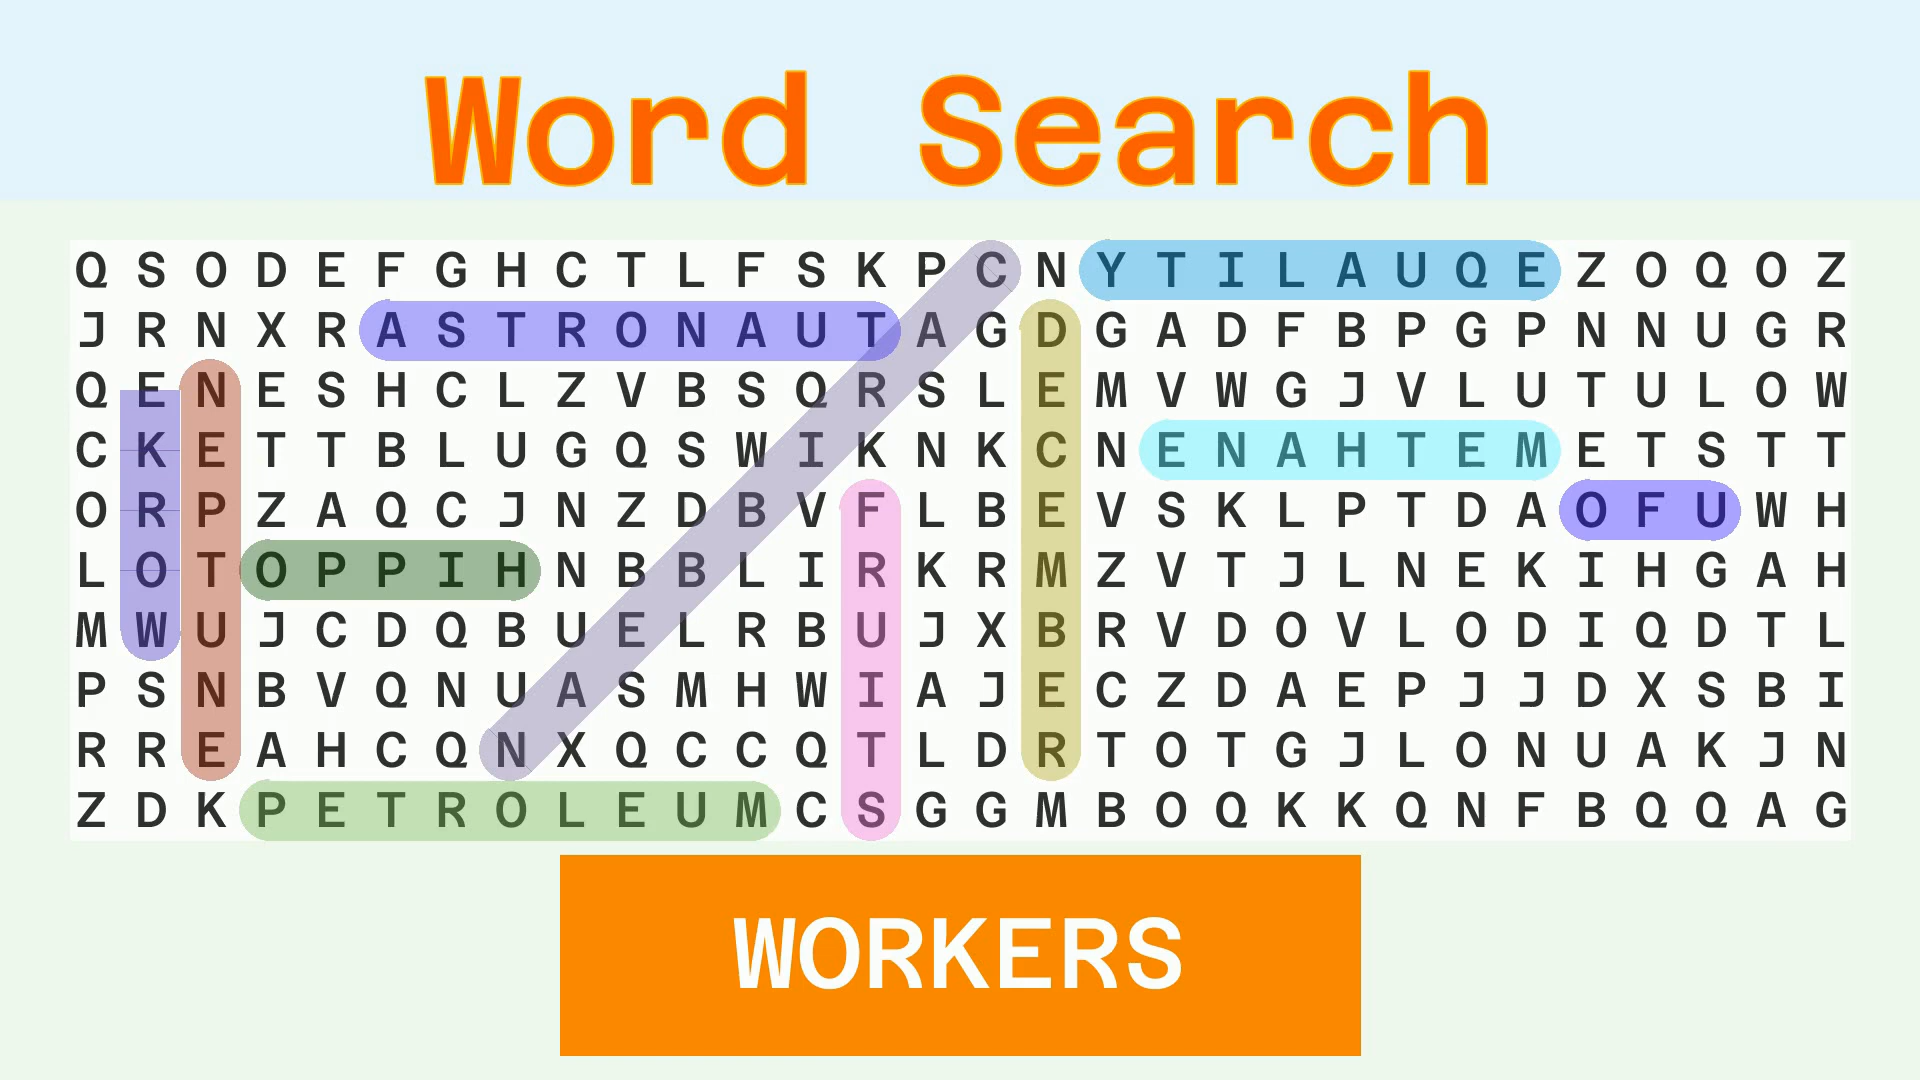 Word Search
Q S O D E F G H C T L F S K P C N Y T I L A U Q E Z O Q O Z
J R N X R A S T R O N A U T A G D G A D F B P G P N N U G R
Q E N E S H C L Z V B S Q R S L E M V W G J V L U T U L O W
C K E T T B L U G Q S W I K N K C N E N A H T E M E T S T T
O R P Z A Q C J N Z D B V F L B E V S K L P T D A O F U W H
L O T O P P I H N B B L I R K R M Z V T J L N E K I H G A H
M W U J C D Q B U E L R B U J X B R V D O V L O D I Q D T L
P S N B V Q N U A S M H W I A J E C Z D A E P J J D X S B I
R R E A H C Q N X Q C C Q T L D R T O T G J L O N U A K J N
Z D K P E T R O L E U M C S G G M B O Q K K Q N F B Q Q A G
WORKERS